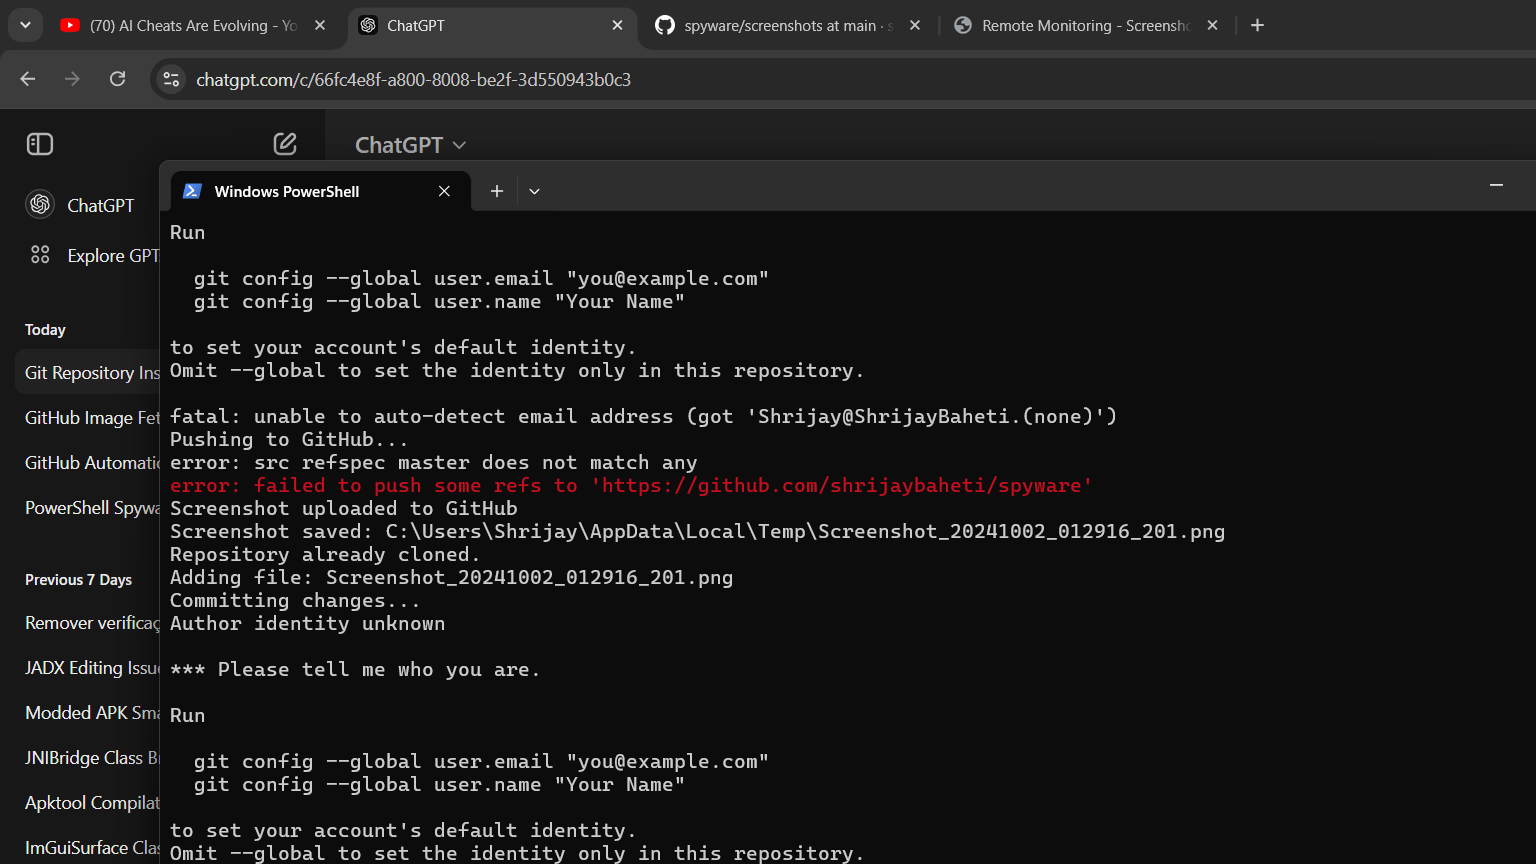 (70) AI Cheats Are Evolving - Yo
ChatGPT
spyware/screenshots at main · s
Remote Monitoring - Screensho
chatgpt.com/c/66fc4e8f-a800-8008-be2f-3d550943b0c3
ChatGPT
ChatGPT
Explore GPT
Today
Git Repository Ins
GitHub Image Fet
GitHub Automatic
PowerShell Spywa
Previous 7 Days
Remover verificaç
JADX Editing Issue
Modded APK Sma
JNIBridge Class Br
Apktool Compilat
ImGuiSurface Clas
Windows PowerShell
Run
git config --global user.email "you@example.com"
git config --global user.name "Your Name"
to set your account's default identity.
Omit --global to set the identity only in this repository.
fatal: unable to auto-detect email address (got 'Shrijay@ShrijayBaheti.(none)')
Pushing to GitHub...
error: src refspec master does not match any
error: failed to push some refs to 'https://github.com/shrijaybaheti/spyware'
Screenshot uploaded to GitHub
Screenshot saved: C:\Users\Shrijay\AppData\Local\Temp\Screenshot_20241002_012916_201.png
Repository already cloned.
Adding file: Screenshot_20241002_012916_201.png
Committing changes...
Author identity unknown
*** Please tell me who you are.
Run
git config --global user.email "you@example.com"
git config --global user.name "Your Name"
to set your account's default identity.
Omit --global to set the identity only in this repository.